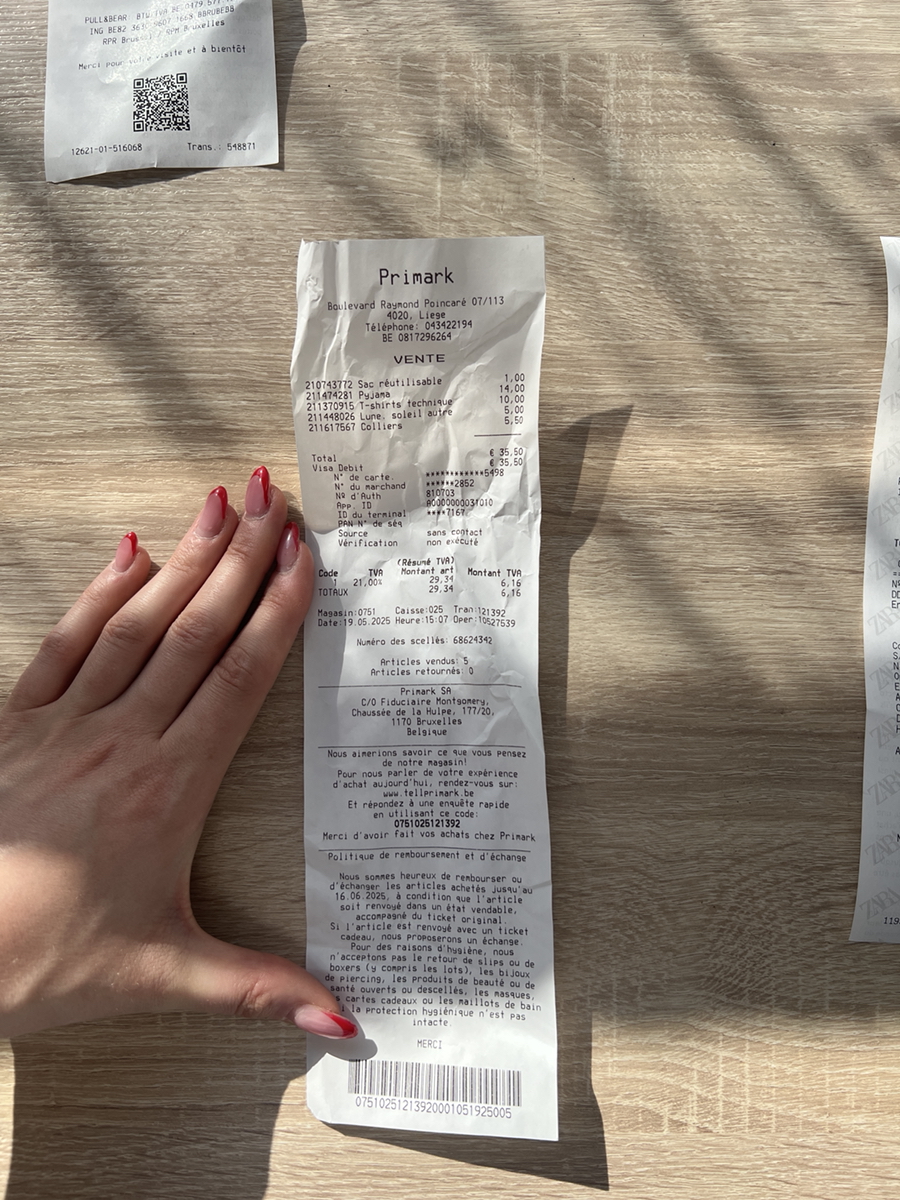 PULL&BEAR BTW/TVA BE
ING BE82
RPR Bruxelles
Merci pour votre visite et à bientôt
12621-01-516068 Trans.: 548871
Primark
Boulevard Raymond Poincaré 07/113
4020, Liege
Téléphone: 043422194
BE 0817296264
VENTE
210743772 Sac réutilisable 1,00
211474281 Pyjama 14,00
211370915 T-shirts technique 10,00
211448026 Lune. soleil autre 5,00
211617567 Colliers 5,50
Total € 35,50
Visa Debit € 35,50
N° de carte. ************5498
N° du marchand ******2852
Nº d'Auth 810703
App. ID A0000000031010
ID du terminal ****7167
PAN N° de séq
Source sans contact
Vérification non exécuté
(Résumé TVA)
Code TVA Montant art Montant TVA
1 21,00% 29,34 6,16
TOTAUX 29,34 6,16
Magasin:0751 Caisse:025 Tran:121392
Date:19.05.2025 Heure:15:07 Oper:10527539
Numéro des scellés: 68624342
Articles vendus: 5
Articles retournés: 0
Primark SA
C/O Fiduciaire Montgomery,
Chaussée de la Hulpe, 177/20,
1170 Bruxelles
Belgique
Nous aimerions savoir ce que vous pensez
de notre magasin!
Pour nous parler de votre expérience
d'achat aujourd'hui, rendez-vous sur:
www.tellprimark.be
Et répondez à une enquête rapide
en utilisant ce code:
0751025121392
Merci d'avoir fait vos achats chez Primark
Politique de remboursement et d'échange
Nous sommes heureux de rembourser ou
d'échanger les articles achetés jusqu'au
16.06.2025, à condition que l'article
soit renvoyé dans un état vendable,
accompagné du ticket original.
Si l'article est renvoyé avec un ticket
cadeau, nous proposerons un échange.
Pour des raisons d'hygiène, nous
n'acceptons pas le retour de slips ou de
boxers (y compris les lots), les bijoux
de piercing, les produits de beauté ou de
santé ouverts ou descellés, les masques,
cartes cadeaux ou les maillots de bain
la protection hygiénique n'est pas
intacte.
MERCI
07510251213920001051925005